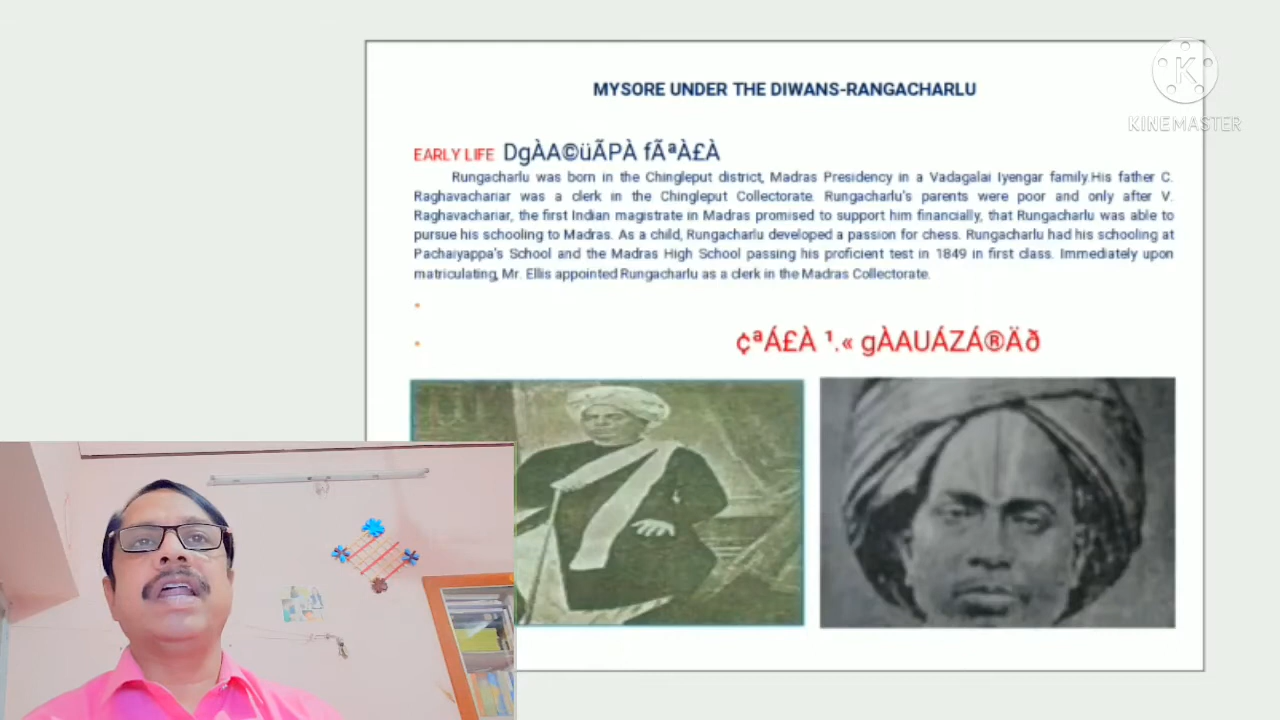 MYSORE UNDER THE DIWANS-RANGACHARLU
K
KINEMASTER
EARLY LIFE DgÀA©üÃPÀ fÃªÀ£À
Rungacharlu was born in the Chingleput district, Madras Presidency in a Vadagalai Iyengar family.His father C.
Raghavachariar was a clerk in the Chingleput Collectorate. Rungacharlu's parents were poor and only after V.
Raghavachariar, the first Indian magistrate in Madras promised to support him financially, that Rungacharlu was able to
pursue his schooling to Madras. As a child, Rungacharlu developed a passion for chess. Rungacharlu had his schooling at
Pachaiyappa's School and the Madras High School passing his proficient test in 1849 in first class. Immediately upon
matriculating, Mr. Ellis appointed Rungacharlu as a clerk in the Madras Collectorate.
¢ªÁ£À ¹.« gÀAUÁZÁ®Äð